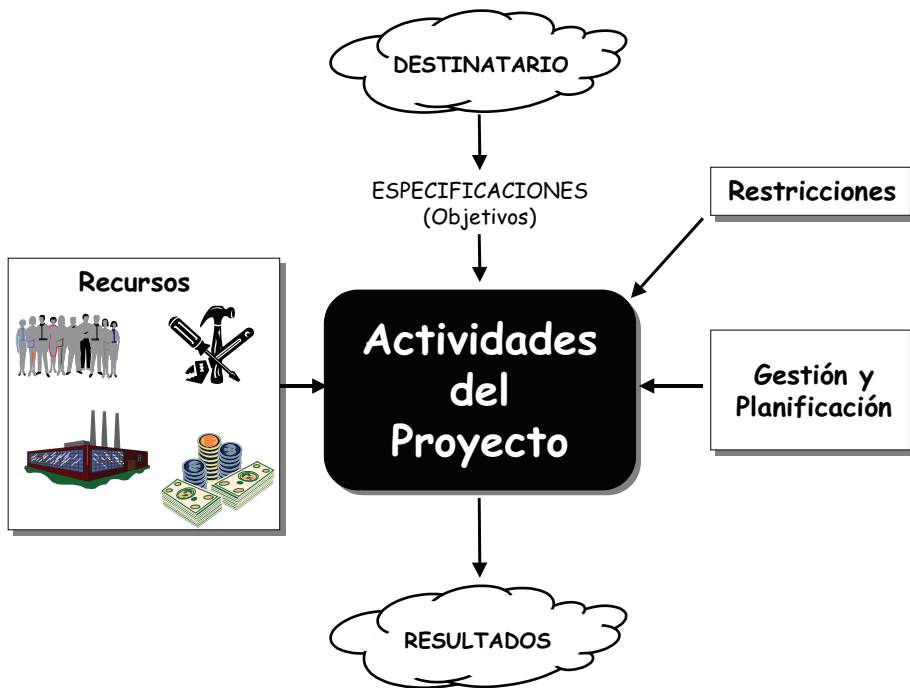 DESTINATARIO
ESPECIFICACIONES
(Objetivos)
Restricciones
Recursos
Actividades
del
Proyecto
Gestión y
Planificación
RESULTADOS